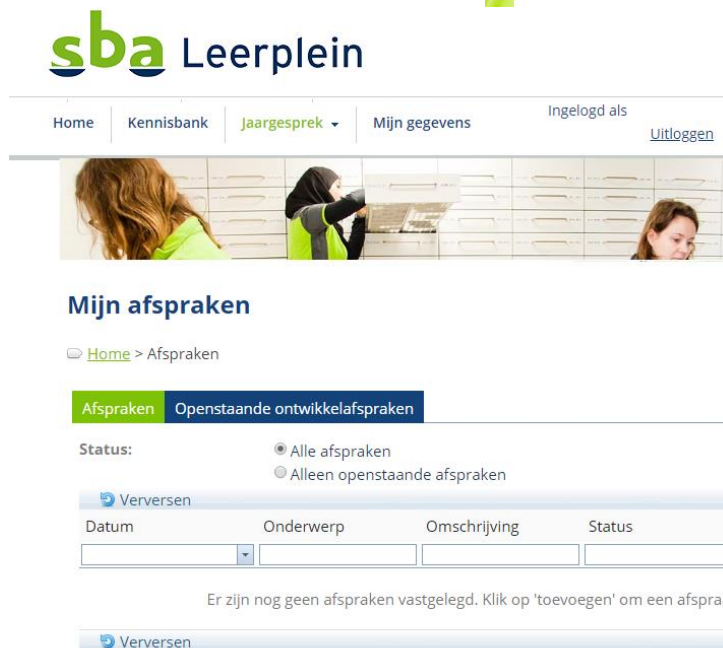 sba Leerplein
Home Kennisbank Jaargesprek Mijn gegevens Ingelogd als
Uitloggen
Mijn afspraken
Home > Afspraken
Afspraken Openstaande ontwikkelafspraken
Status: Alle afspraken
Alleen openstaande afspraken
Verversen
Datum Onderwerp Omschrijving Status
Er zijn nog geen afspraken vastgelegd. Klik op 'toevoegen' om een afspra
Verversen